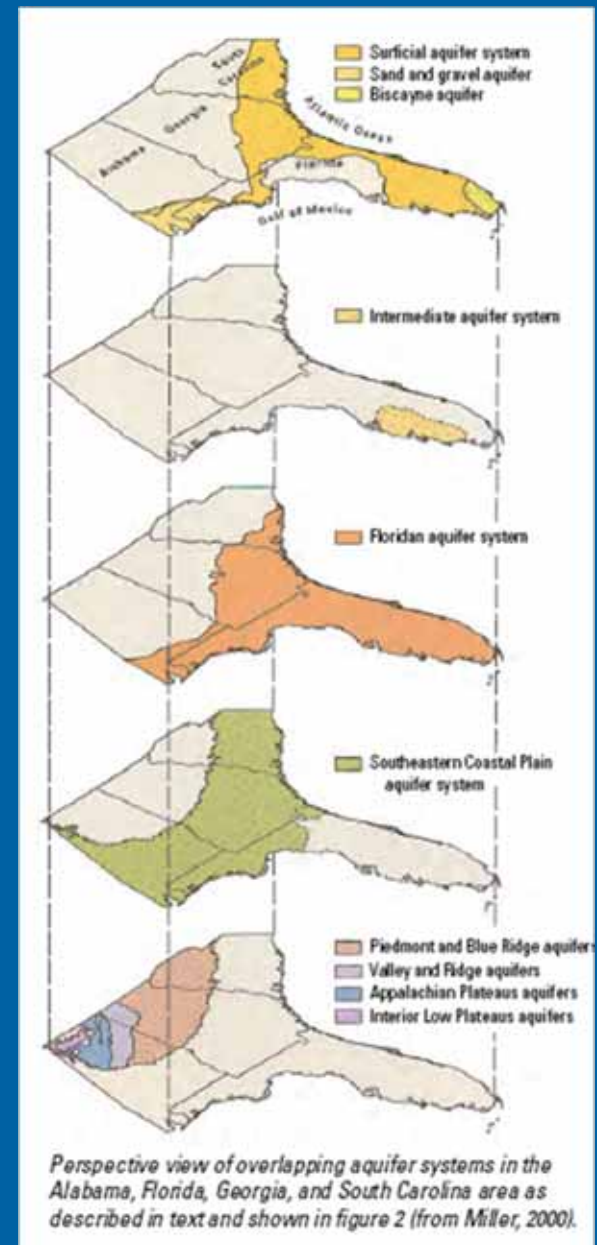 Surficial aquifer system
Sand and gravel aquifer
Biscayne aquifer
South
Carolina
Georgia
Alabama
Atlantic Ocean
Florida
Gulf of Mexico
Intermediate aquifer system
Floridan aquifer system
Southeastern Coastal Plain
aquifer system
Piedmont and Blue Ridge aquifers
Valley and Ridge aquifers
Appalachian Plateaus aquifers
Interior Low Plateaus aquifers
Perspective view of overlapping aquifer systems in the
Alabama, Florida, Georgia, and South Carolina area as
described in text and shown in figure 2 (from Miller, 2000).